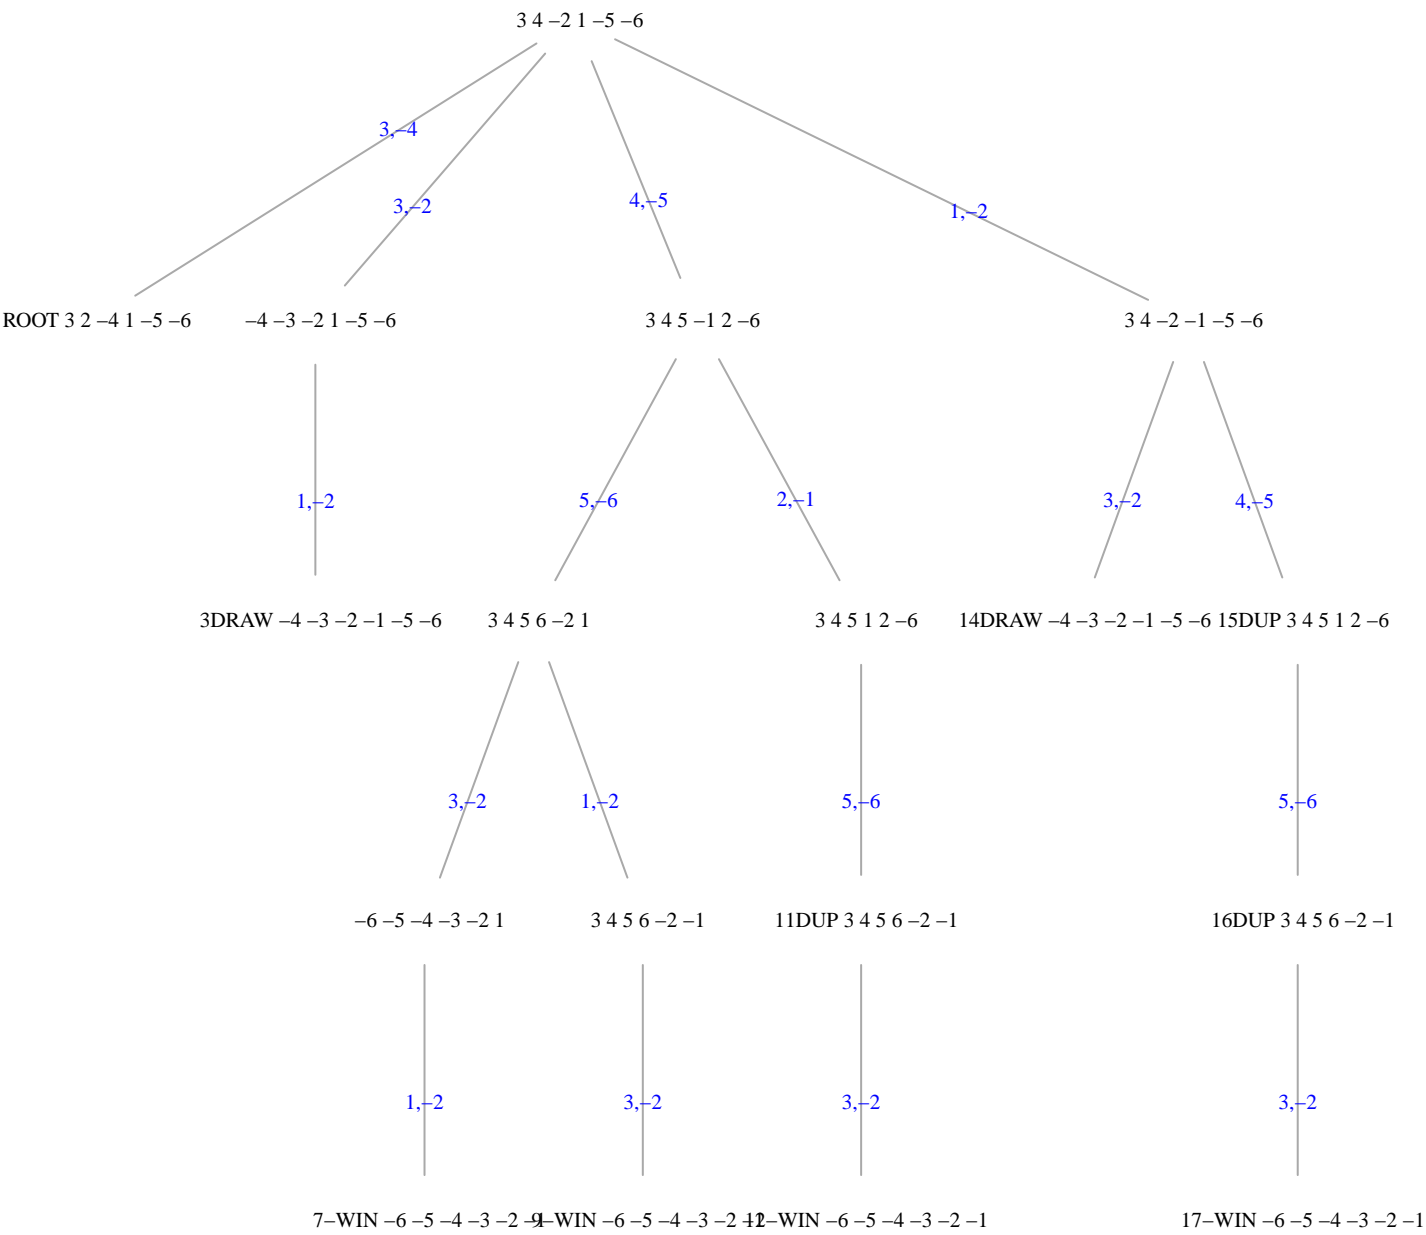 3 4 –2 1 –5 –6
3,–4
3,–2
4,–5
1,–2
ROOT 3 2 –4 1 –5 –6
–4 –3 –2 1 –5 –6
3 4 5 –1 2 –6
3 4 –2 –1 –5 –6
1,–2
5,–6
2,–1
3,–2
4,–5
3DRAW –4 –3 –2 –1 –5 –6
3 4 5 6 –2 1
3 4 5 1 2 –6
14DRAW –4 –3 –2 –1 –5 –6
15DUP 3 4 5 1 2 –6
3,–2
1,–2
5,–6
5,–6
–6 –5 –4 –3 –2 1
3 4 5 6 –2 –1
11DUP 3 4 5 6 –2 –1
16DUP 3 4 5 6 –2 –1
1,–2
3,–2
3,–2
3,–2
7–WIN –6 –5 –4 –3 –2 –1
9–WIN –6 –5 –4 –3 –2 –1
12–WIN –6 –5 –4 –3 –2 –1
17–WIN –6 –5 –4 –3 –2 –1